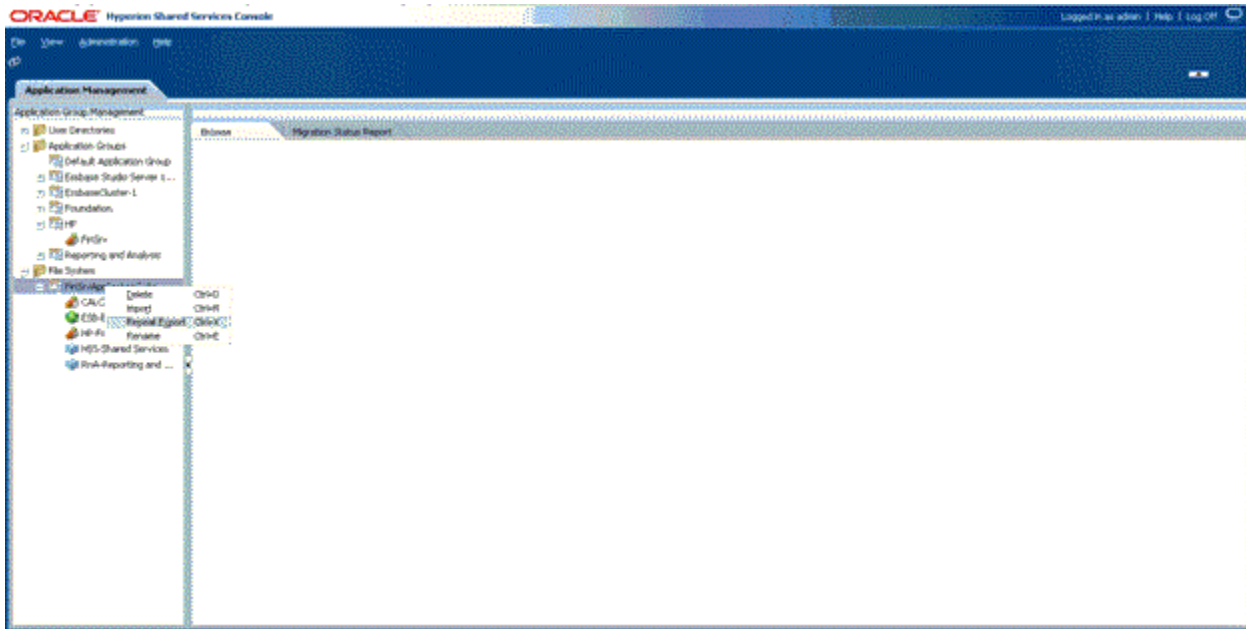 ORACLE Hyperion Shared Services Console
Logged in as admin | Help | Log Off
File View Administration Help
Application Management
Application Group Management
Browse
Migration Status Report
User Directories
Application Groups
Default Application Group
Essbase Studio Server s...
EssbaseCluster-1
Foundation
HP
FinSrv
Reporting and Analysis
File System
Delete Ctrl+D
Import Ctrl+M
Repeat Export Ctrl+X
Rename Ctrl+E
CALC
HSS-Shared Services
RnA-Reporting and ...